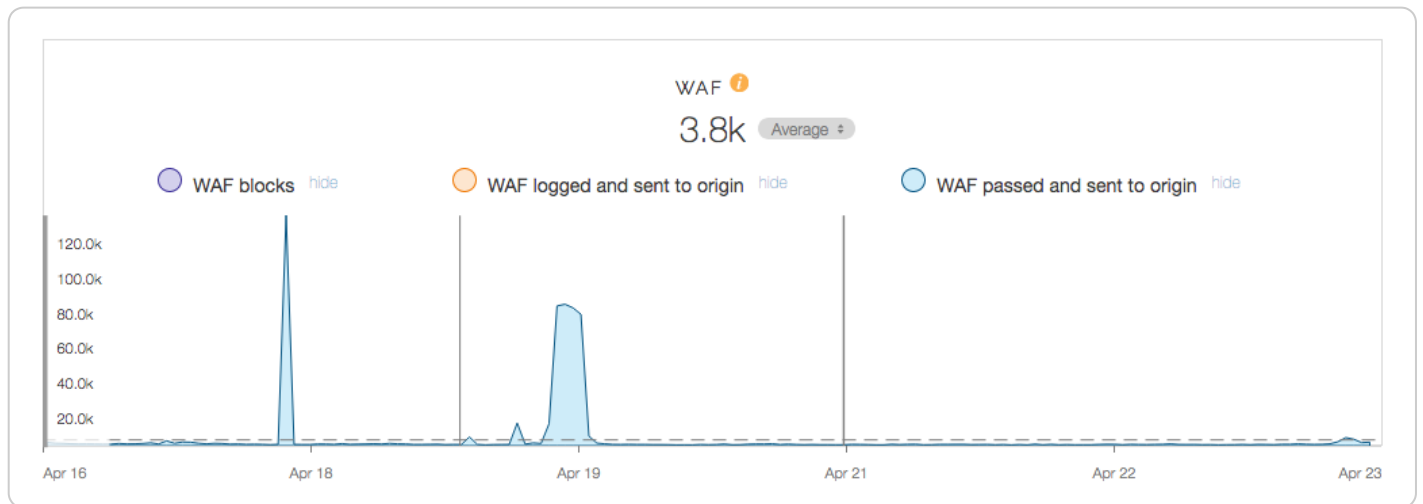 WAF i
3.8k Average
WAF blocks hide WAF logged and sent to origin hide WAF passed and sent to origin hide
120.0k
100.0k
80.0k
60.0k
40.0k
20.0k
Apr 16 Apr 18 Apr 19 Apr 21 Apr 22 Apr 23